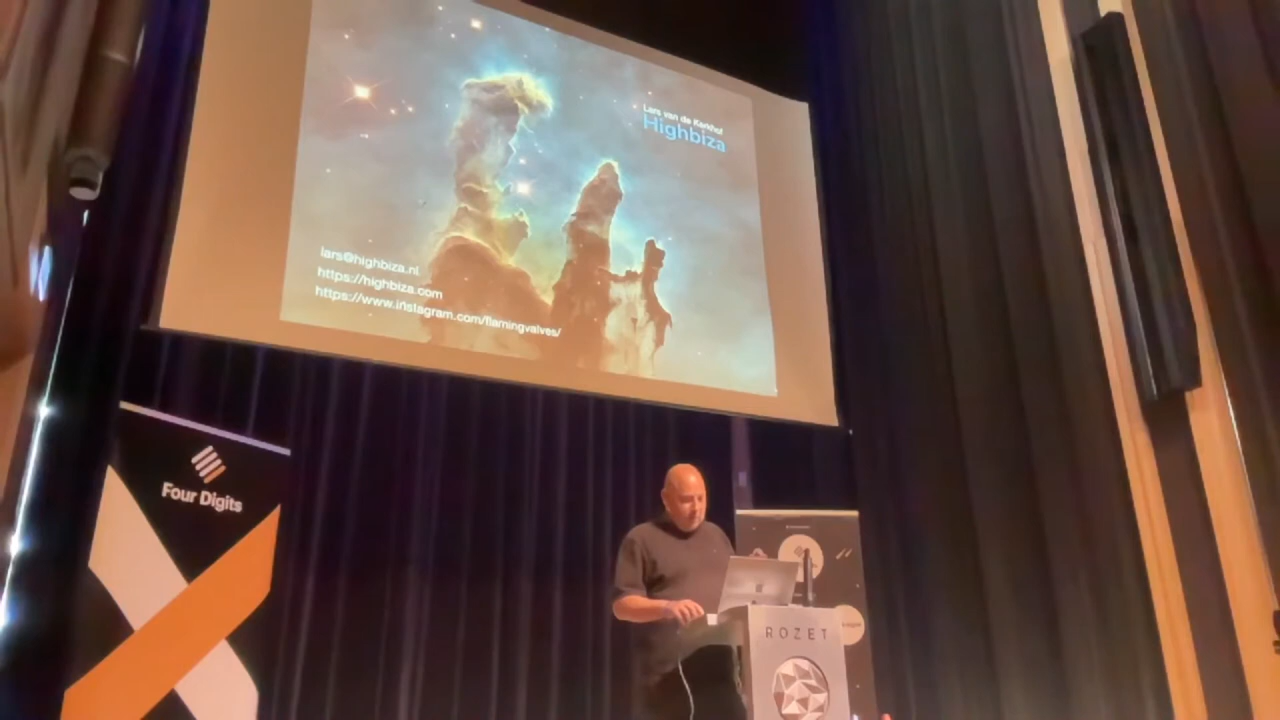 Lars van de Kerkhof
Highbiza
lars@highbiza.nl
https://highbiza.com
https://www.instagram.com/flamingvalves/
Four Digits
ROZET